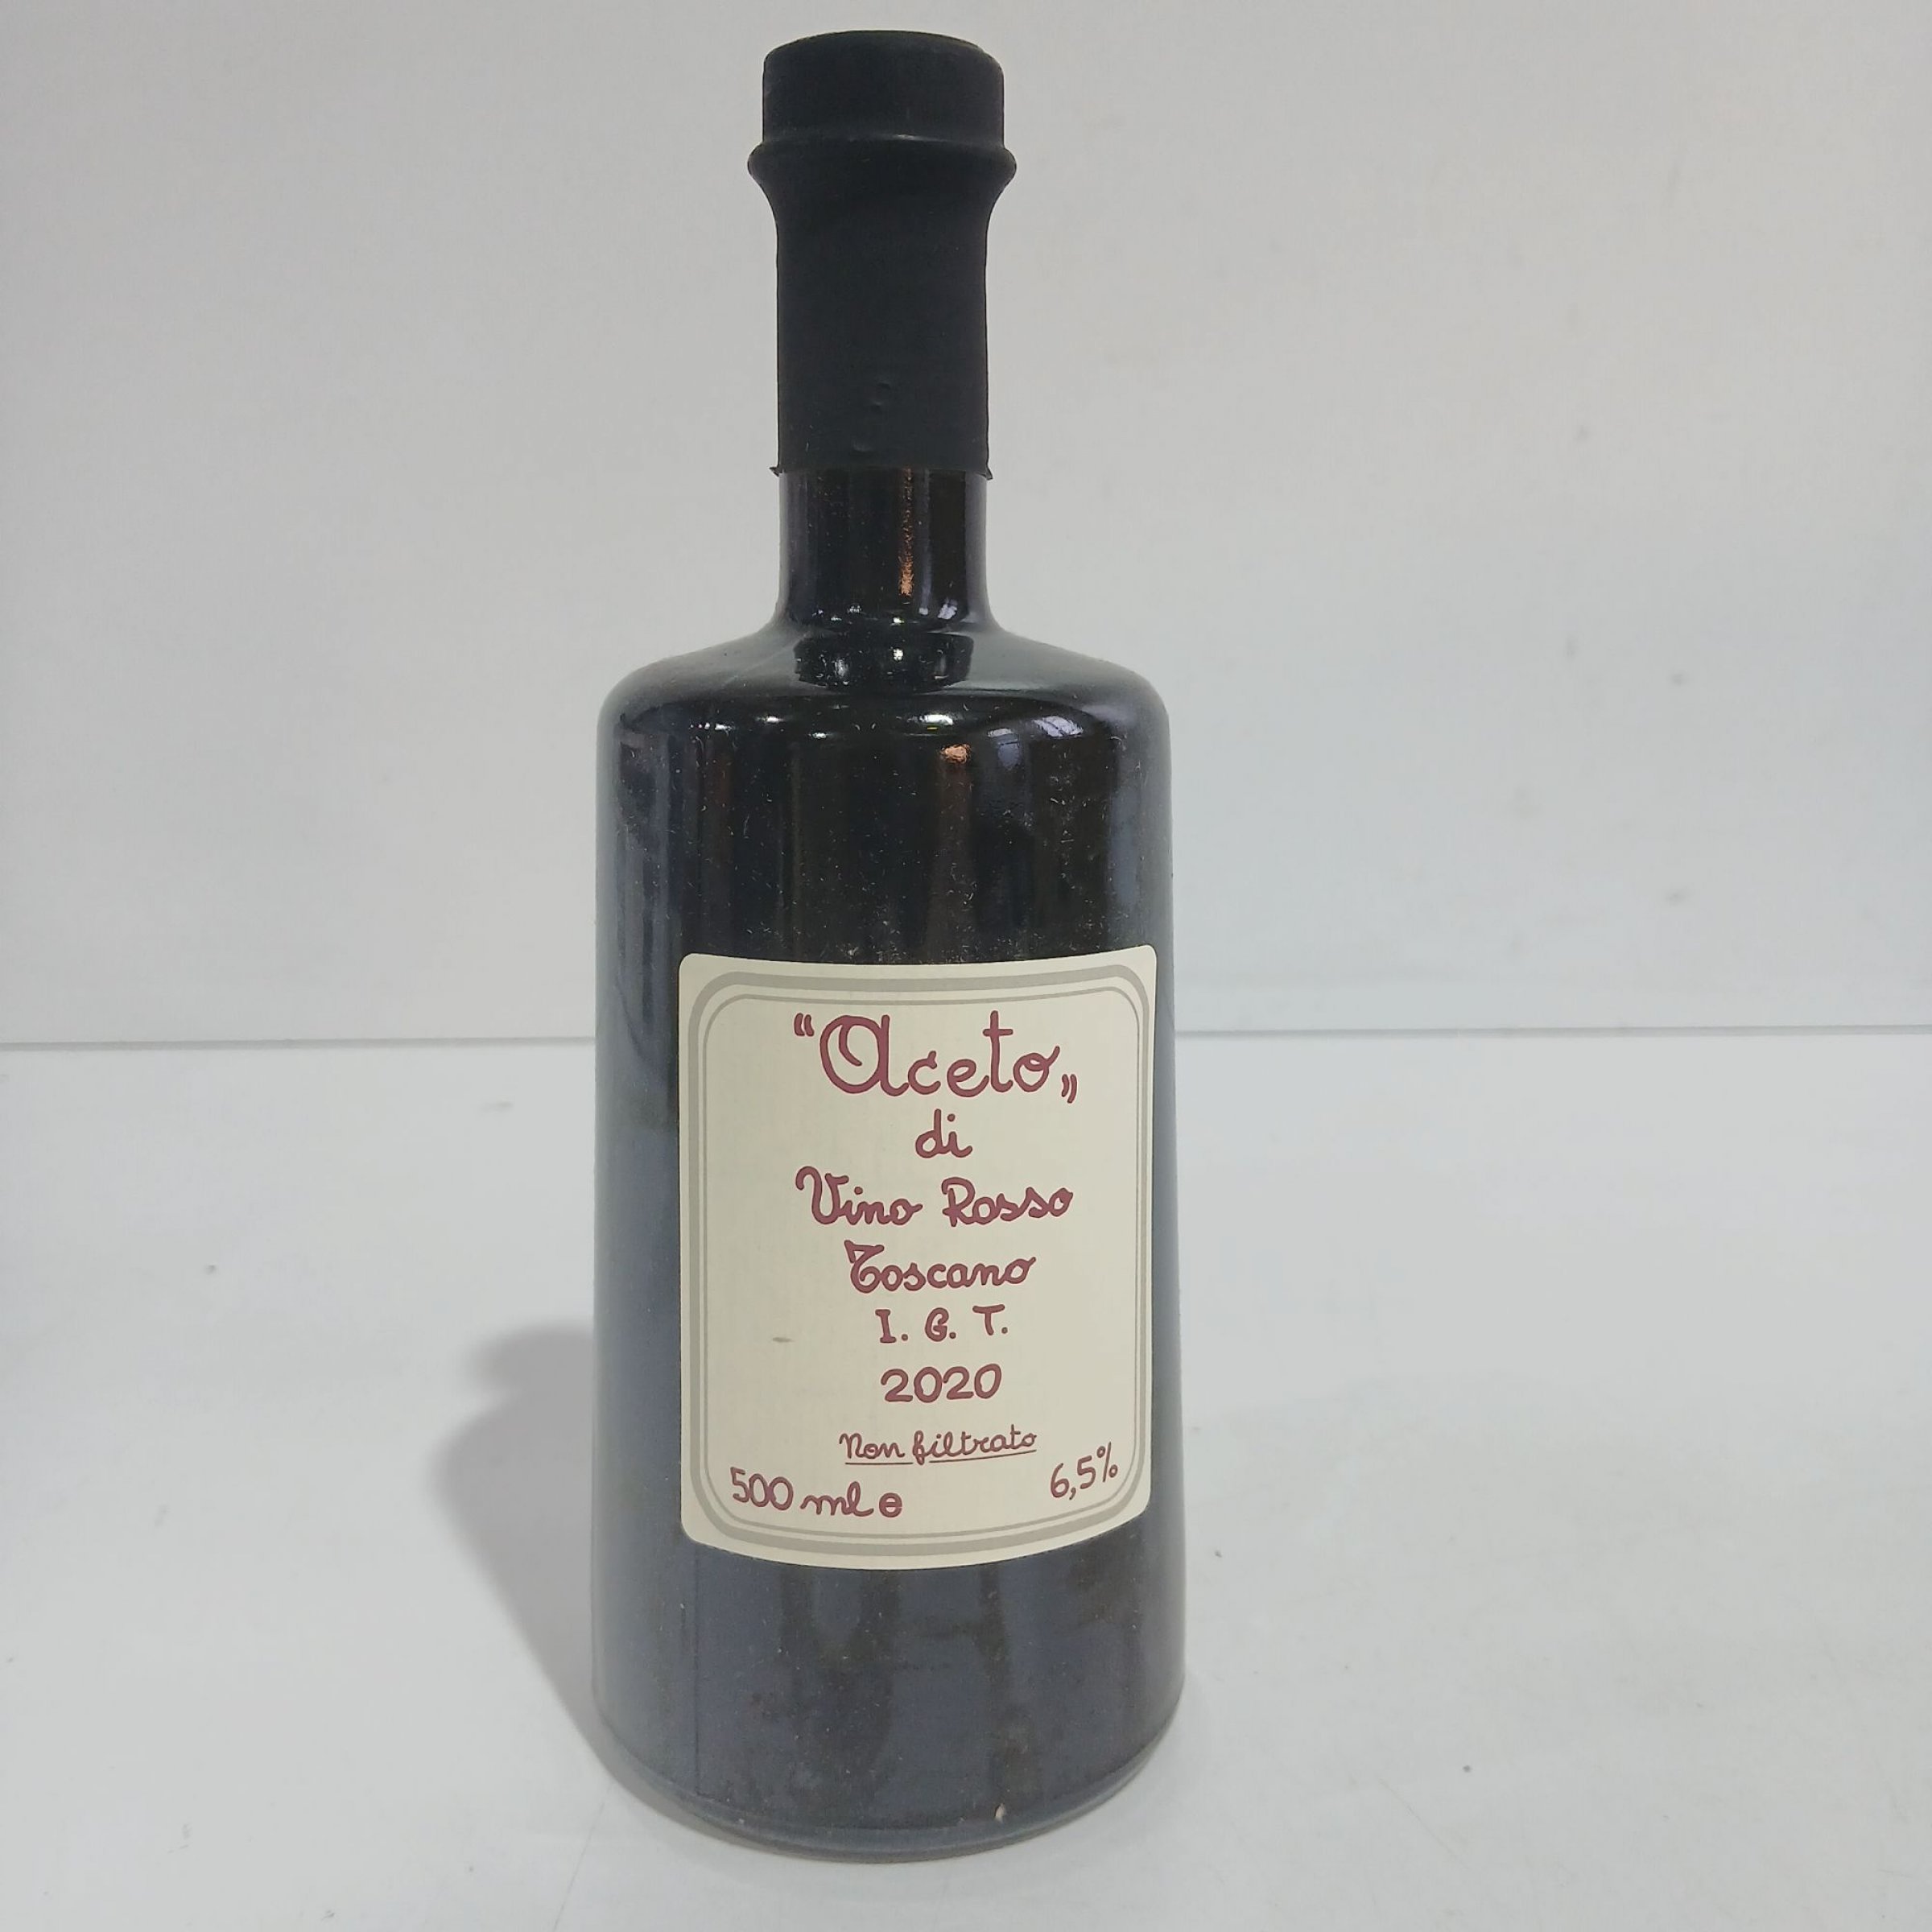 “Aceto„
di
Vino Rosso
Toscano
I. G. T.
2020
Non filtrato
500 ml e 6,5%